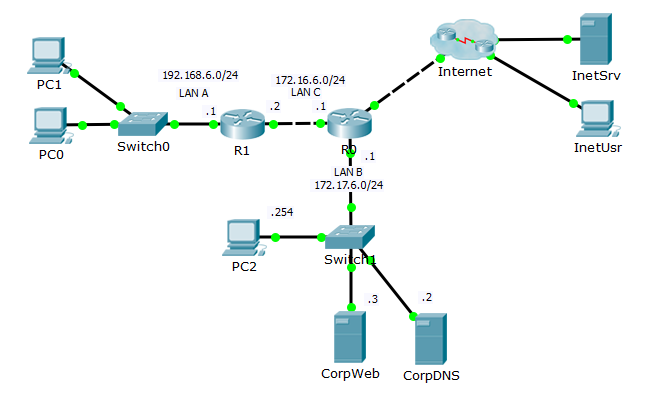 Internet
InetSrv
192.168.6.0/24
172.16.6.0/24
PC1
LAN A
LAN C
.1
.2
.1
PC0
Switch0
R1
R0
InetUsr
.1
LAN B
172.17.6.0/24
.254
PC2
Switch1
.3
.2
CorpWeb
CorpDNS